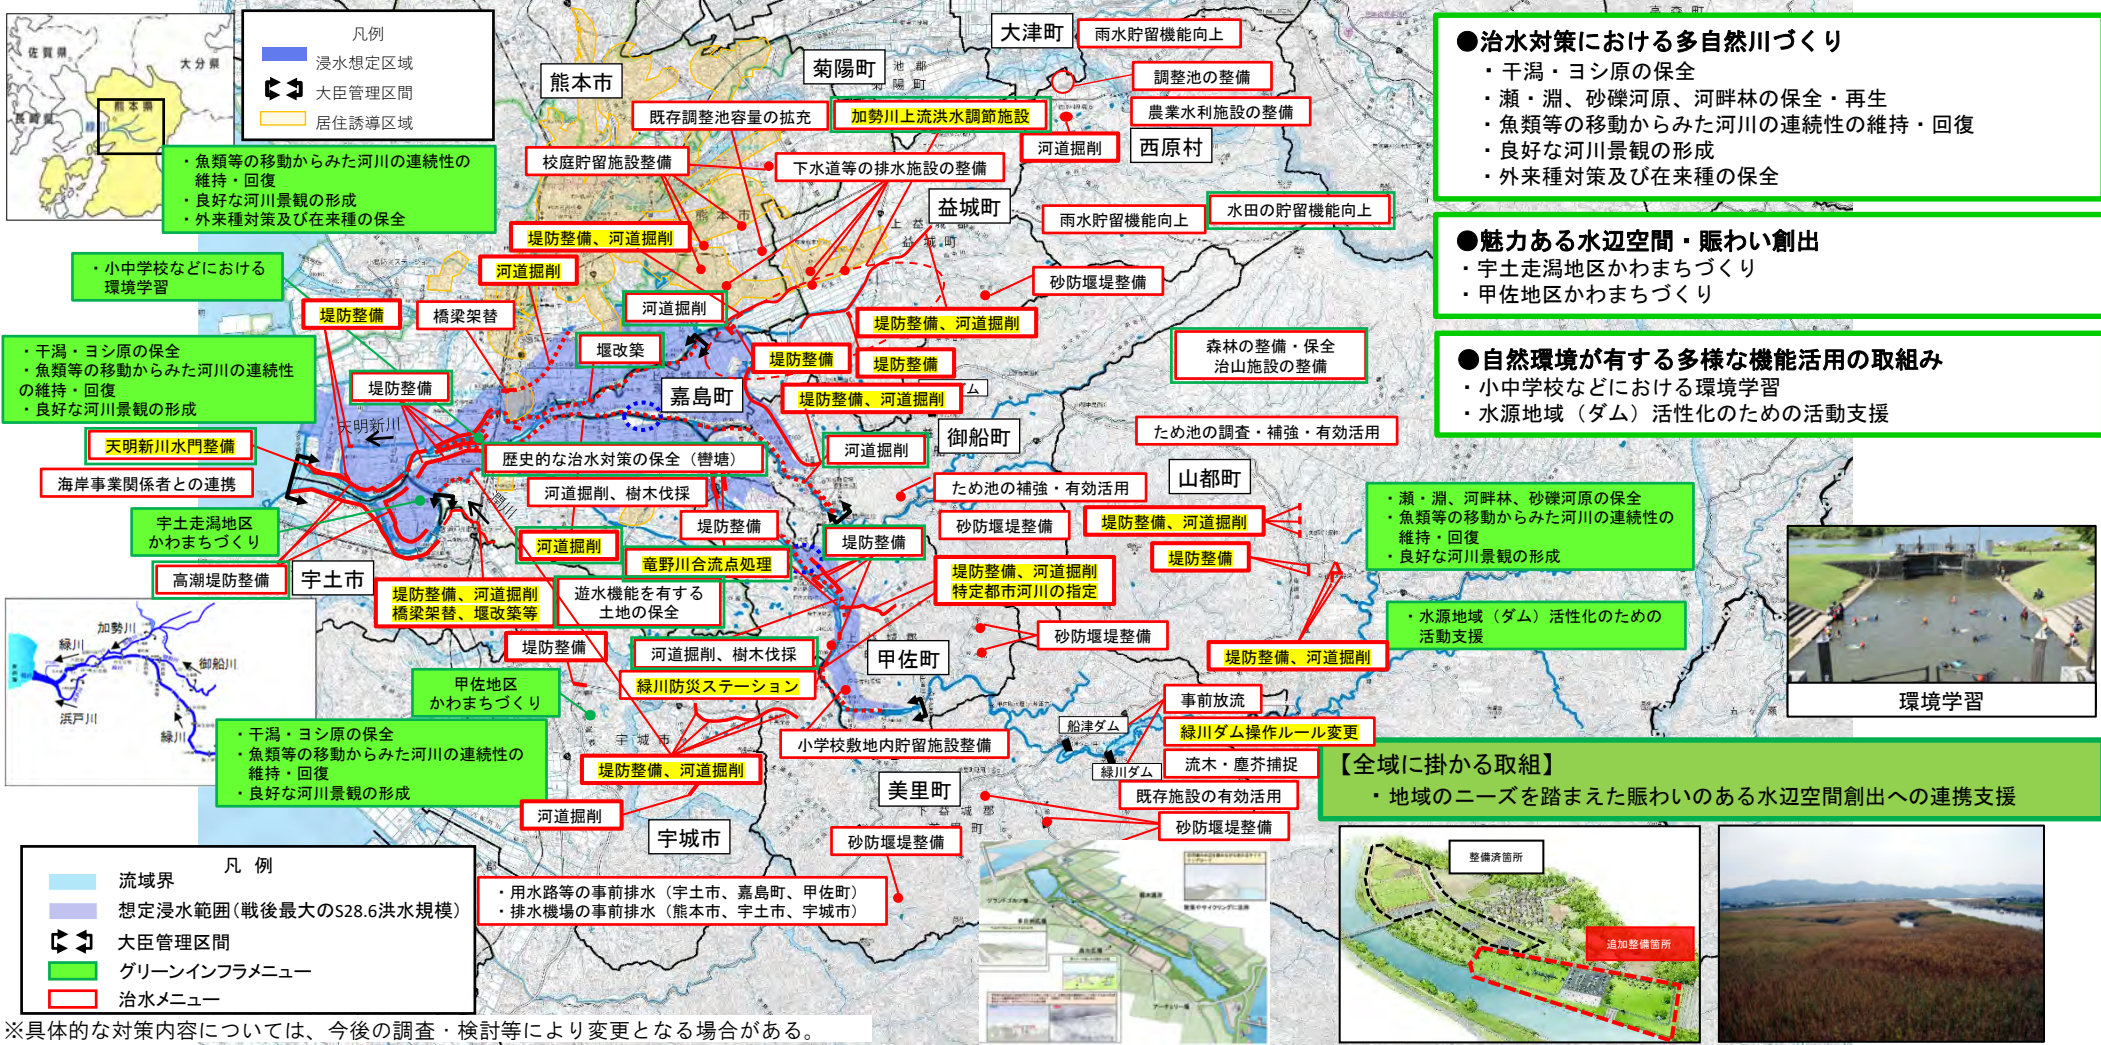 佐賀県
大分県
熊本県
長崎県
緑川
凡例
浸水想定区域
大臣管理区間
居住誘導区域
・魚類等の移動からみた河川の連続性の
維持・回復
・良好な河川景観の形成
・外来種対策及び在来種の保全
・小中学校などにおける
環境学習
・干潟・ヨシ原の保全
・魚類等の移動からみた河川の連続性
の維持・回復
・良好な河川景観の形成
熊本市
菊陽町
大津町
西原村
益城町
嘉島町
御船町
山都町
宇土市
甲佐町
美里町
宇城市
雨水貯留機能向上
調整池の整備
農業水利施設の整備
河道掘削
既存調整池容量の拡充
加勢川上流洪水調節施設
校庭貯留施設整備
下水道等の排水施設の整備
雨水貯留機能向上
水田の貯留機能向上
堤防整備、河道掘削
河道掘削
砂防堰堤整備
河道掘削
堤防整備
橋梁架替
堰改築
堤防整備、河道掘削
堤防整備
堤防整備
堤防整備、河道掘削
森林の整備・保全
治山施設の整備
堤防整備
天明新川
天明新川水門整備
海岸事業関係者との連携
歴史的な治水対策の保全（轡塘）
河道掘削
ため池の調査・補強・有効活用
河道掘削、樹木伐採
ため池の補強・有効活用
宇土走潟地区
かわまちづくり
堤防整備
砂防堰堤整備
堤防整備、河道掘削
河道掘削
堤防整備
竜野川合流点処理
堤防整備
高潮堤防整備
堤防整備、河道掘削
橋梁架替、堰改築等
遊水機能を有する
土地の保全
堤防整備、河道掘削
特定都市河川の指定
砂防堰堤整備
堤防整備
河道掘削、樹木伐採
堤防整備、河道掘削
緑川防災ステーション
甲佐地区
かわまちづくり
事前放流
船津ダム
緑川ダム操作ルール変更
小学校敷地内貯留施設整備
流木・塵芥捕捉
緑川ダム
堤防整備、河道掘削
既存施設の有効活用
河道掘削
砂防堰堤整備
砂防堰堤整備
・用水路等の事前排水（宇土市、嘉島町、甲佐町）
・排水機場の事前排水（熊本市、宇土市、宇城市）
加勢川
緑川
御船川
浜戸川
緑川
・干潟・ヨシ原の保全
・魚類等の移動からみた河川の連続性の
維持・回復
・良好な河川景観の形成
・瀬・淵、河畔林、砂礫河原の保全
・魚類等の移動からみた河川の連続性の
維持・回復
・良好な河川景観の形成
・水源地域（ダム）活性化のための
活動支援
●治水対策における多自然川づくり
・干潟・ヨシ原の保全
・瀬・淵、砂礫河原、河畔林の保全・再生
・魚類等の移動からみた河川の連続性の維持・回復
・良好な河川景観の形成
・外来種対策及び在来種の保全
●魅力ある水辺空間・賑わい創出
・宇土走潟地区かわまちづくり
・甲佐地区かわまちづくり
●自然環境が有する多様な機能活用の取組み
・小中学校などにおける環境学習
・水源地域（ダム）活性化のための活動支援
環境学習
【全域に掛かる取組】
・地域のニーズを踏まえた賑わいのある水辺空間創出への連携支援
整備済箇所
追加整備箇所
凡 例
流域界
想定浸水範囲(戦後最大のS28.6洪水規模)
大臣管理区間
グリーンインフラメニュー
治水メニュー
※具体的な対策内容については、今後の調査・検討等により変更となる場合がある。